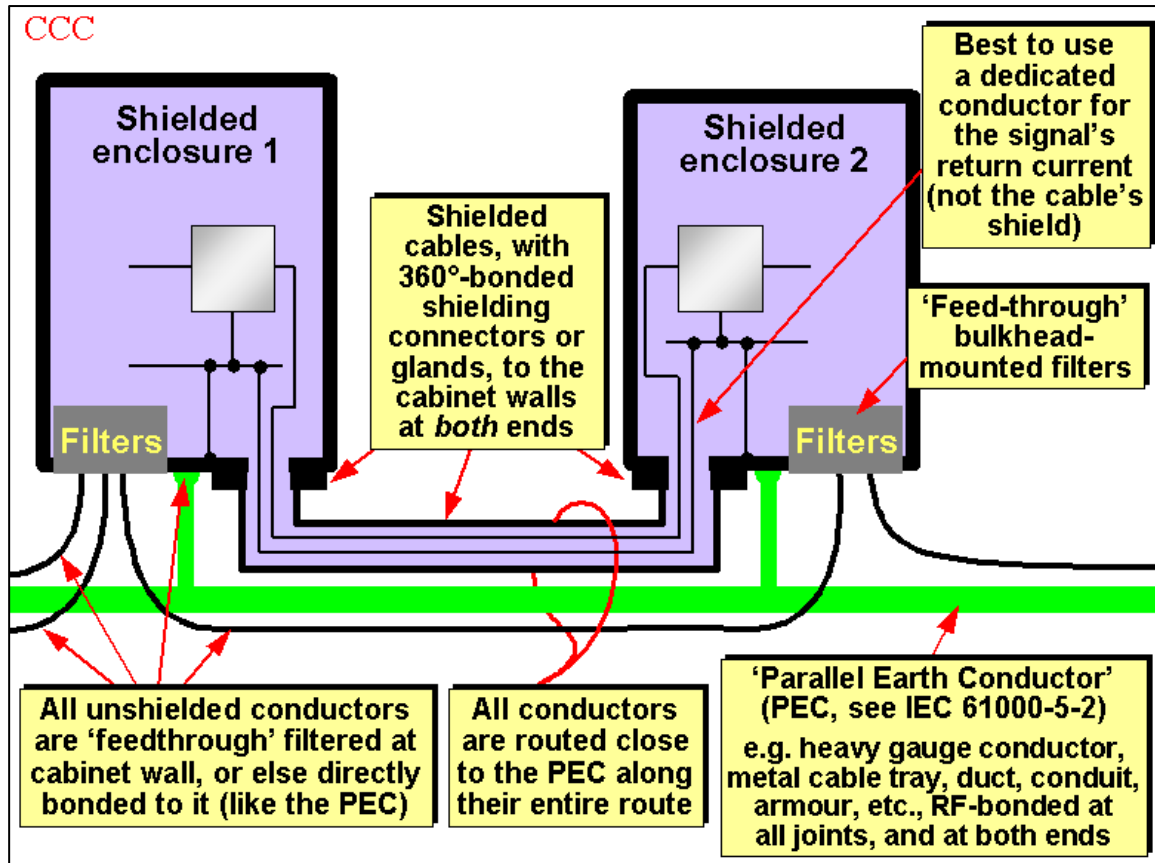 CCC
Shielded
enclosure 1
Filters
Shielded
cables, with
360°-bonded
shielding
connectors or
glands, to the
cabinet walls
at both ends
Shielded
enclosure 2
Filters
Best to use
a dedicated
conductor for
the signal’s
return current
(not the cable’s
shield)
‘Feed-through’
bulkhead-
mounted filters
All unshielded conductors
are ‘feedthrough’ filtered at
cabinet wall, or else directly
bonded to it (like the PEC)
All conductors
are routed close
to the PEC along
their entire route
‘Parallel Earth Conductor’
(PEC, see IEC 61000-5-2)
e.g. heavy gauge conductor,
metal cable tray, duct, conduit,
armour, etc., RF-bonded at
all joints, and at both ends